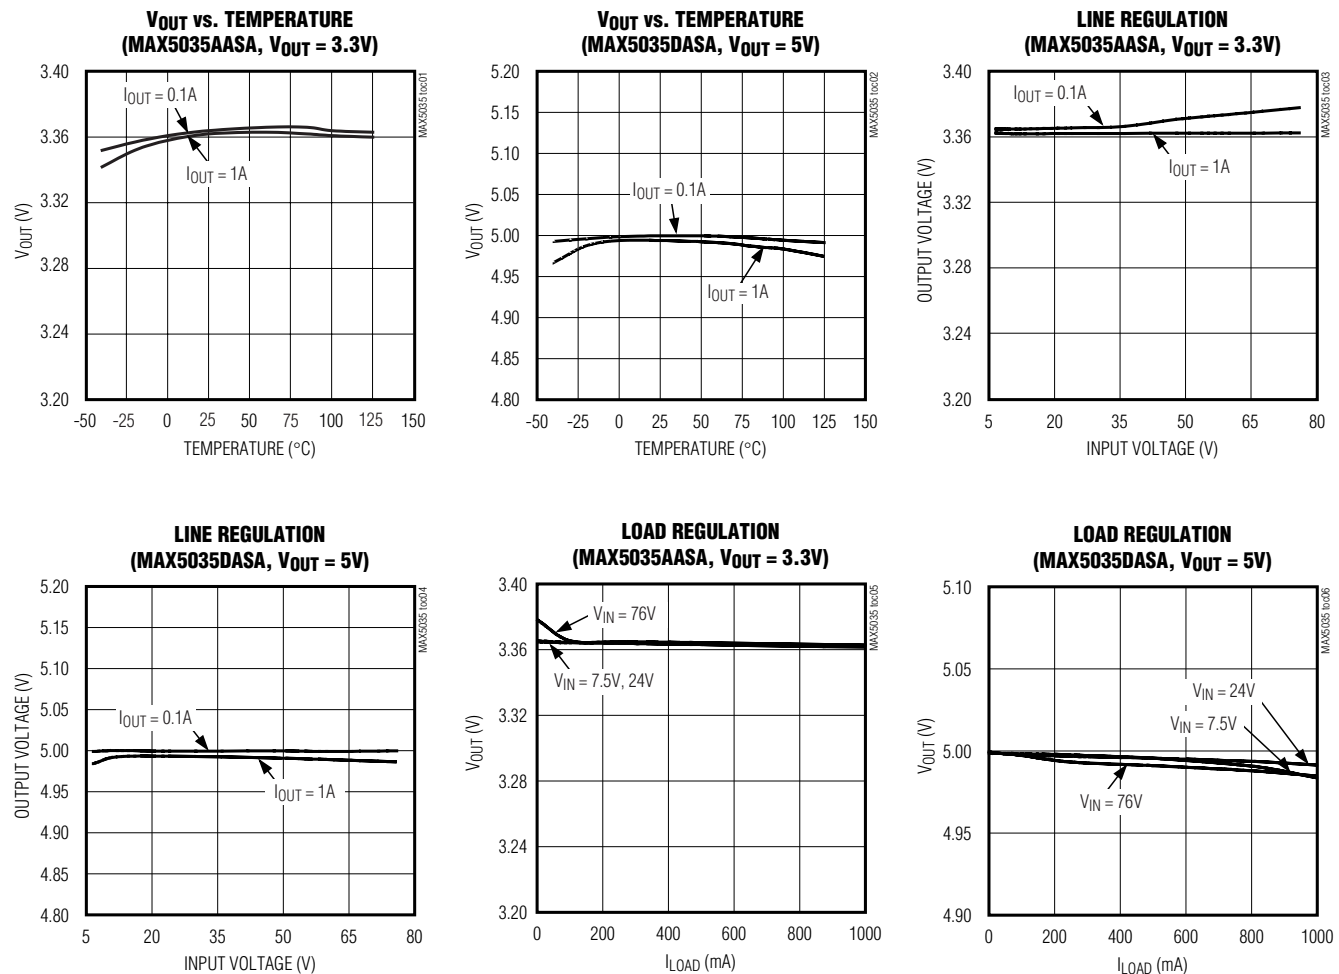 VOUT vs. TEMPERATURE
(MAX5035AASA, VOUT = 3.3V)
3.40
3.36
3.32
3.28
3.24
3.20
VOUT (V)
IOUT = 0.1A
IOUT = 1A
MAX5035 toc01
-50 -25 0 25 50 75 100 125 150
TEMPERATURE (°C)
VOUT vs. TEMPERATURE
(MAX5035DASA, VOUT = 5V)
5.20
5.15
5.10
5.05
5.00
4.95
4.90
4.85
4.80
VOUT (V)
IOUT = 0.1A
IOUT = 1A
MAX5035 toc02
-50 -25 0 25 50 75 100 125 150
TEMPERATURE (°C)
LINE REGULATION
(MAX5035AASA, VOUT = 3.3V)
3.40
3.36
3.32
3.28
3.24
3.20
OUTPUT VOLTAGE (V)
IOUT = 0.1A
IOUT = 1A
MAX5035 toc03
5 20 35 50 65 80
INPUT VOLTAGE (V)
LINE REGULATION
(MAX5035DASA, VOUT = 5V)
5.20
5.15
5.10
5.05
5.00
4.95
4.90
4.85
4.80
OUTPUT VOLTAGE (V)
IOUT = 0.1A
IOUT = 1A
MAX5035 toc04
5 20 35 50 65 80
INPUT VOLTAGE (V)
LOAD REGULATION
(MAX5035AASA, VOUT = 3.3V)
3.40
3.36
3.32
3.28
3.24
3.20
VOUT (V)
VIN = 76V
VIN = 7.5V, 24V
MAX5035 toc05
0 200 400 600 800 1000
ILOAD (mA)
LOAD REGULATION
(MAX5035DASA, VOUT = 5V)
5.10
5.05
5.00
4.95
4.90
VOUT (V)
VIN = 24V
VIN = 7.5V
VIN = 76V
MAX5035 toc06
0 200 400 600 800 1000
ILOAD (mA)